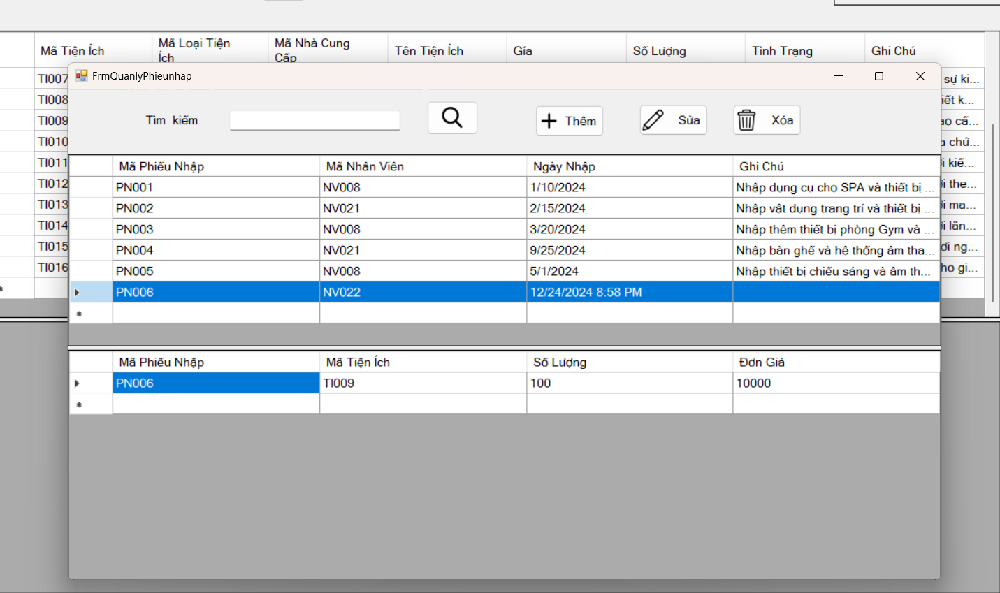 Mã Tiện Ích
Mã Loại Tiện Ích
Mã Nhà Cung Cấp
Tên Tiện Ích
Gía
Số Lượng
Tình Trạng
Ghi Chú
FrmQuanlyPhieunhap
Tìm kiếm
Thêm
Sửa
Xóa
TI007 sự ki...
TI008 iết k...
TI009 ao cấ...
TI010 a chứ...
TI011 i kiế...
TI012 i the...
TI013 i ma...
TI014 i lãn...
TI015 ơi ng...
TI016 ho gi...
Mã Phiếu Nhập Mã Nhân Viên Ngày Nhập Ghi Chú
PN001 NV008 1/10/2024 Nhập dụng cụ cho SPA và thiết bị ...
PN002 NV021 2/15/2024 Nhập vật dụng trang trí và thiết bị ...
PN003 NV008 3/20/2024 Nhập thêm thiết bị phòng Gym và ...
PN004 NV021 9/25/2024 Nhập bàn ghế và hệ thống âm tha...
PN005 NV008 5/1/2024 Nhập thiết bị chiếu sáng và âm th...
PN006 NV022 12/24/2024 8:58 PM
Mã Phiếu Nhập Mã Tiện Ích Số Lượng Đơn Giá
PN006 TI009 100 10000